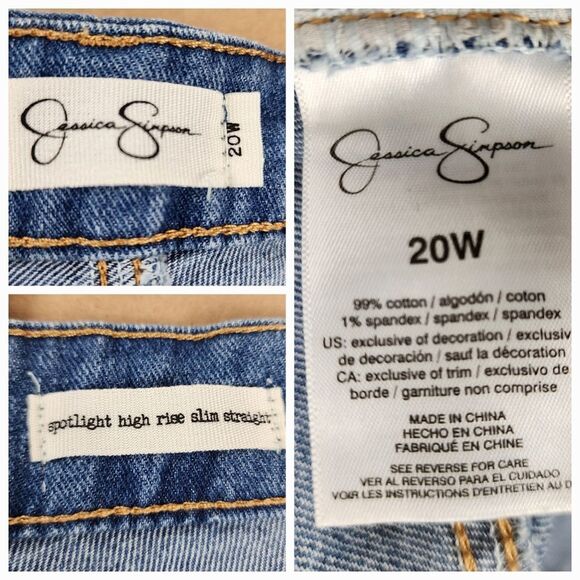 Jessica Simpson
20W
spotlight high rise slim straight
Jessica Simpson
20W
99% cotton / algodón / coton
1% spandex / spandex / spandex
US: exclusive of decoration / exclusiv
de decoración / sauf la décoration
CA: exclusive of trim / exclusivo de
borde / garniture non comprise
MADE IN CHINA
HECHO EN CHINA
FABRIQUÉ EN CHINE
SEE REVERSE FOR CARE
VER AL REVERSO PARA EL CUIDADO
VOIR LES INSTRUCTIONS D'ENTRETIEN AU D